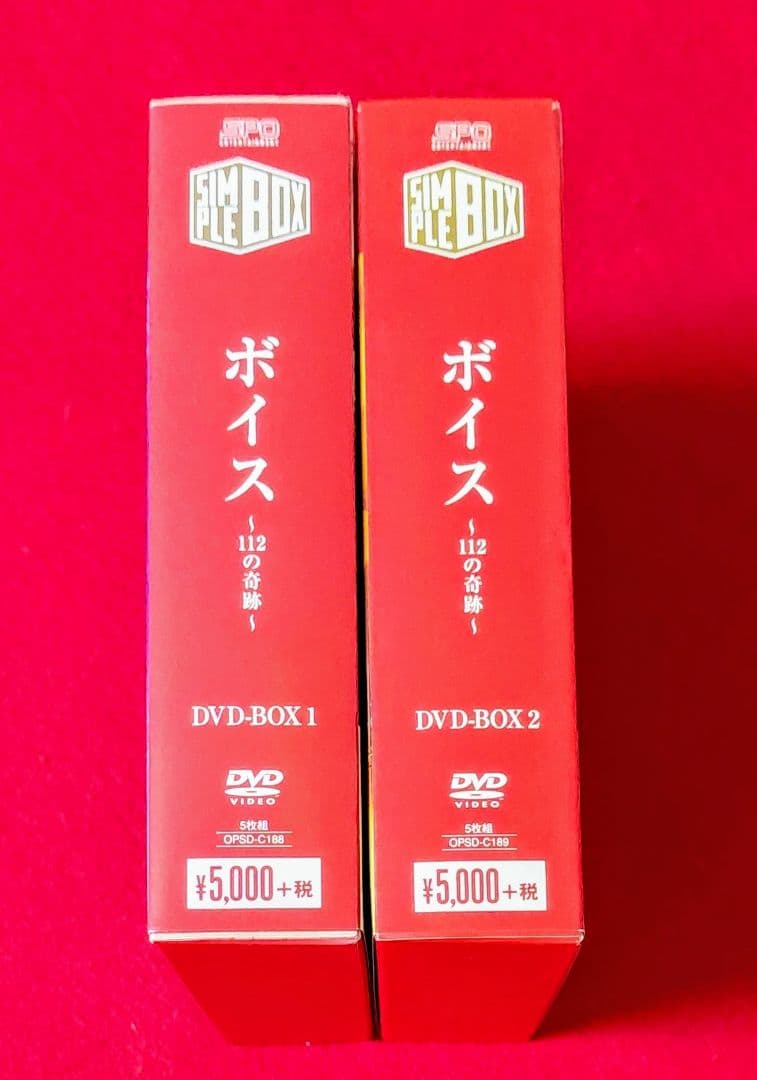 SPO
ENTERTAINMENT
SIMPLE BOX
ボイス
～112の奇跡～
DVD-BOX 1
DVD
VIDEO
5枚組
OPSD-C188
¥5,000+税
SPO
ENTERTAINMENT
SIMPLE BOX
ボイス
～112の奇跡～
DVD-BOX 2
DVD
VIDEO
5枚組
OPSD-C189
¥5,000+税